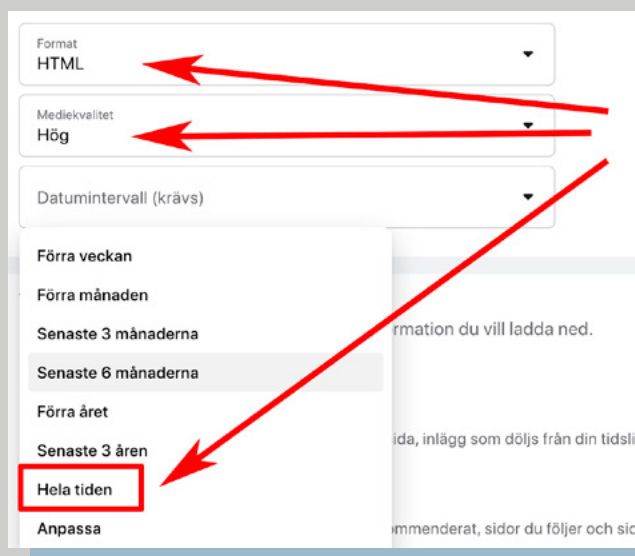 Format
HTML
Mediekvalitet
Hög
Datumintervall (krävs)
Förra veckan
Förra månaden
Senaste 3 månaderna
rmation du vill ladda ned.
Senaste 6 månaderna
Förra året
Senaste 3 åren
ida, inlägg som döljs från din tidsli
Hela tiden
Anpassa
mmenderat, sidor du följer och sid